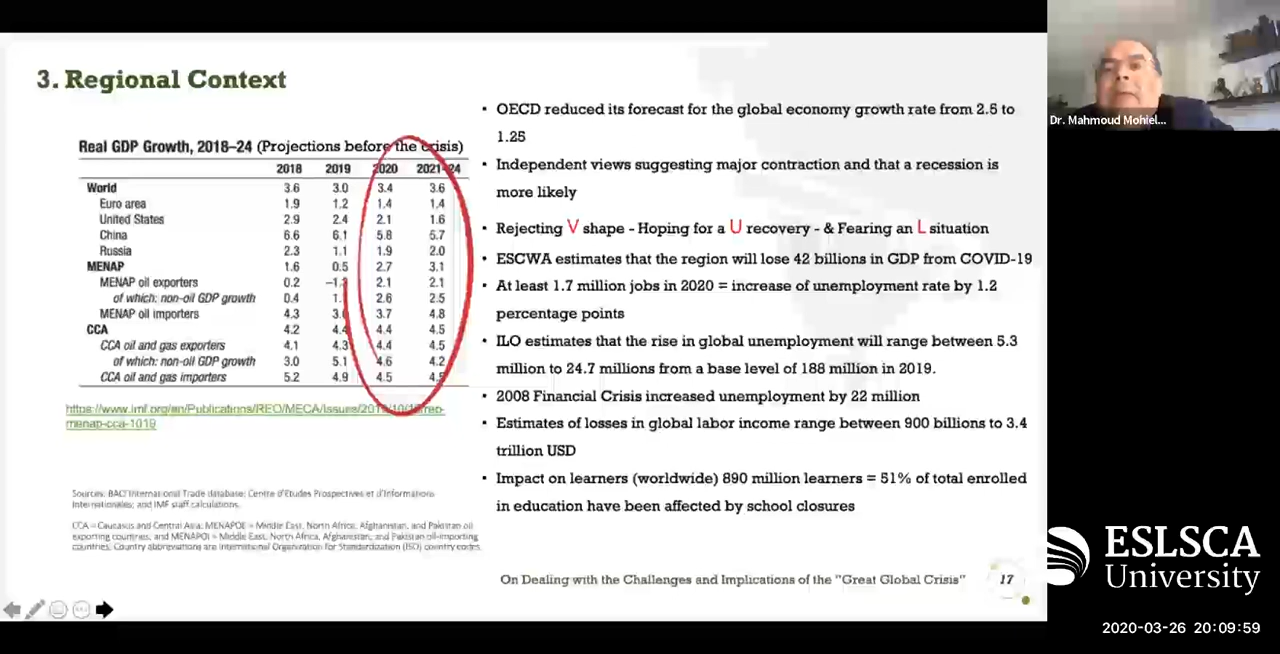 3. Regional Context
Real GDP Growth, 2018–24 (Projections before the crisis)
2018 2019 2020 2021-24
World 3.6 3.0 3.4 3.6
Euro area 1.9 1.2 1.4 1.4
United States 2.9 2.4 2.1 1.6
China 6.6 6.1 5.8 5.7
Russia 2.3 1.1 1.9 2.0
MENAP 1.6 0.5 2.7 3.1
MENAP oil exporters 0.2 2.1 2.1
of which: non-oil GDP growth 0.4 2.6 2.5
MENAP oil importers 4.3 3.7 4.8
CCA 4.2 4.4 4.4 4.5
CCA oil and gas exporters 4.1 4.3 4.4 4.5
of which: non-oil GDP growth 3.0 5.1 4.6 4.2
CCA oil and gas importers 5.2 4.9 4.5
menap-cca-1019
Sources: BACI International Trade database; Centre d'Etudes Prospectives et d'Informations
Internationales; and IMF staff calculations.
CCA = Caucasus and Central Asia; MENAPOE = Middle East, North Africa, Afghanistan, and Pakistan oil
exporting countries; and MENAPOI = Middle East, North Africa, Afghanistan, and Pakistan oil-importing
countries. Country abbreviations are International Organization for Standardization (ISO) country codes.
• OECD reduced its forecast for the global economy growth rate from 2.5 to
1.25
• Independent views suggesting major contraction and that a recession is
more likely
• Rejecting V shape - Hoping for a U recovery - & Fearing an L situation
• ESCWA estimates that the region will lose 42 billions in GDP from COVID-19
• At least 1.7 million jobs in 2020 = increase of unemployment rate by 1.2
percentage points
• ILO estimates that the rise in global unemployment will range between 5.3
million to 24.7 millions from a base level of 188 million in 2019.
• 2008 Financial Crisis increased unemployment by 22 million
• Estimates of losses in global labor income range between 900 billions to 3.4
trillion USD
• Impact on learners (worldwide) 890 million learners = 51% of total enrolled
in education have been affected by school closures
On Dealing with the Challenges and Implications of the "Great Global Crisis" 17
Dr. Mahmoud Mohiel...
ESLSCA
University
2020-03-26 20:09:59